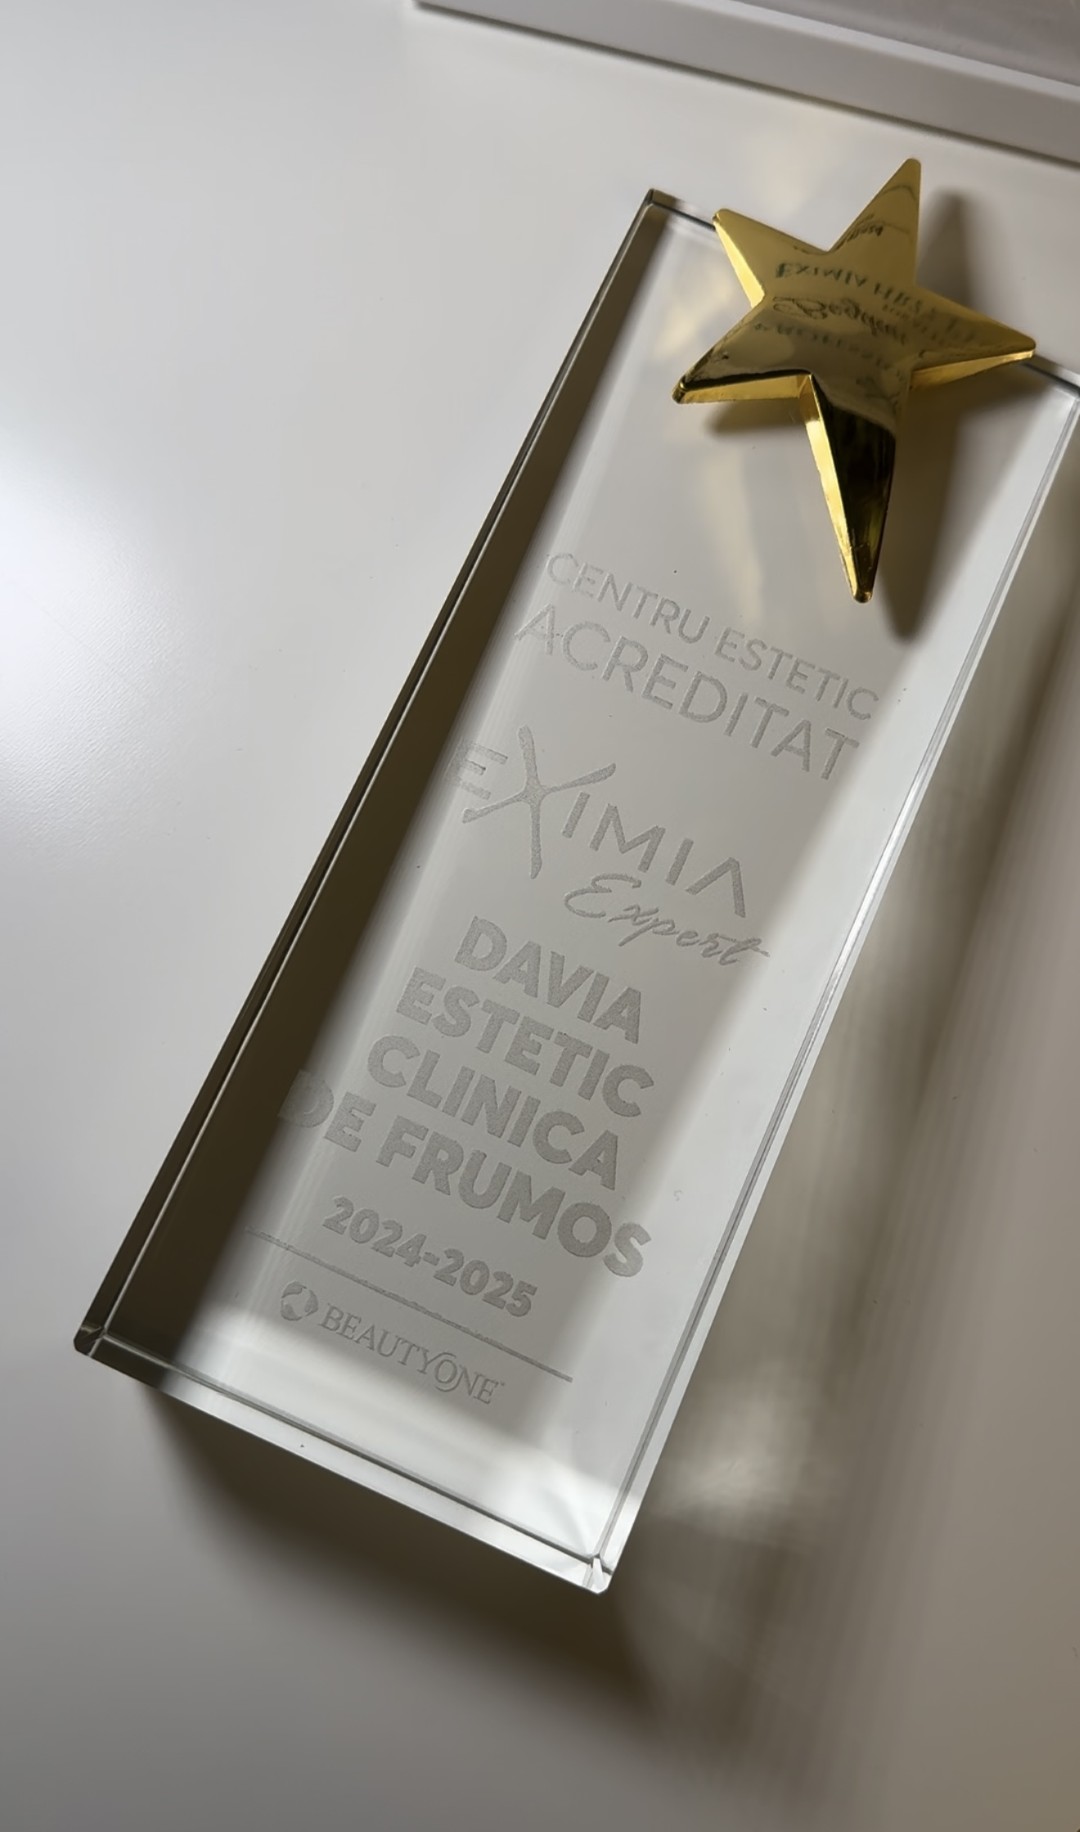 CENTRU ESTETIC
ACREDITAT
EXIMIA
Expert
DAVIA
ESTETIC
CLINICA
DE FRUMOS
2024-2025
BEAUTYONE